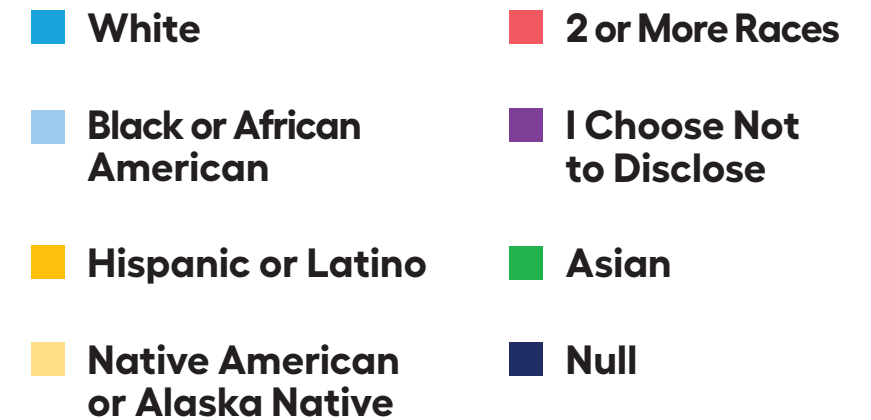 White
Black or African
American
Hispanic or Latino
Native American
or Alaska Native
2 or More Races
I Choose Not
to Disclose
Asian
Null